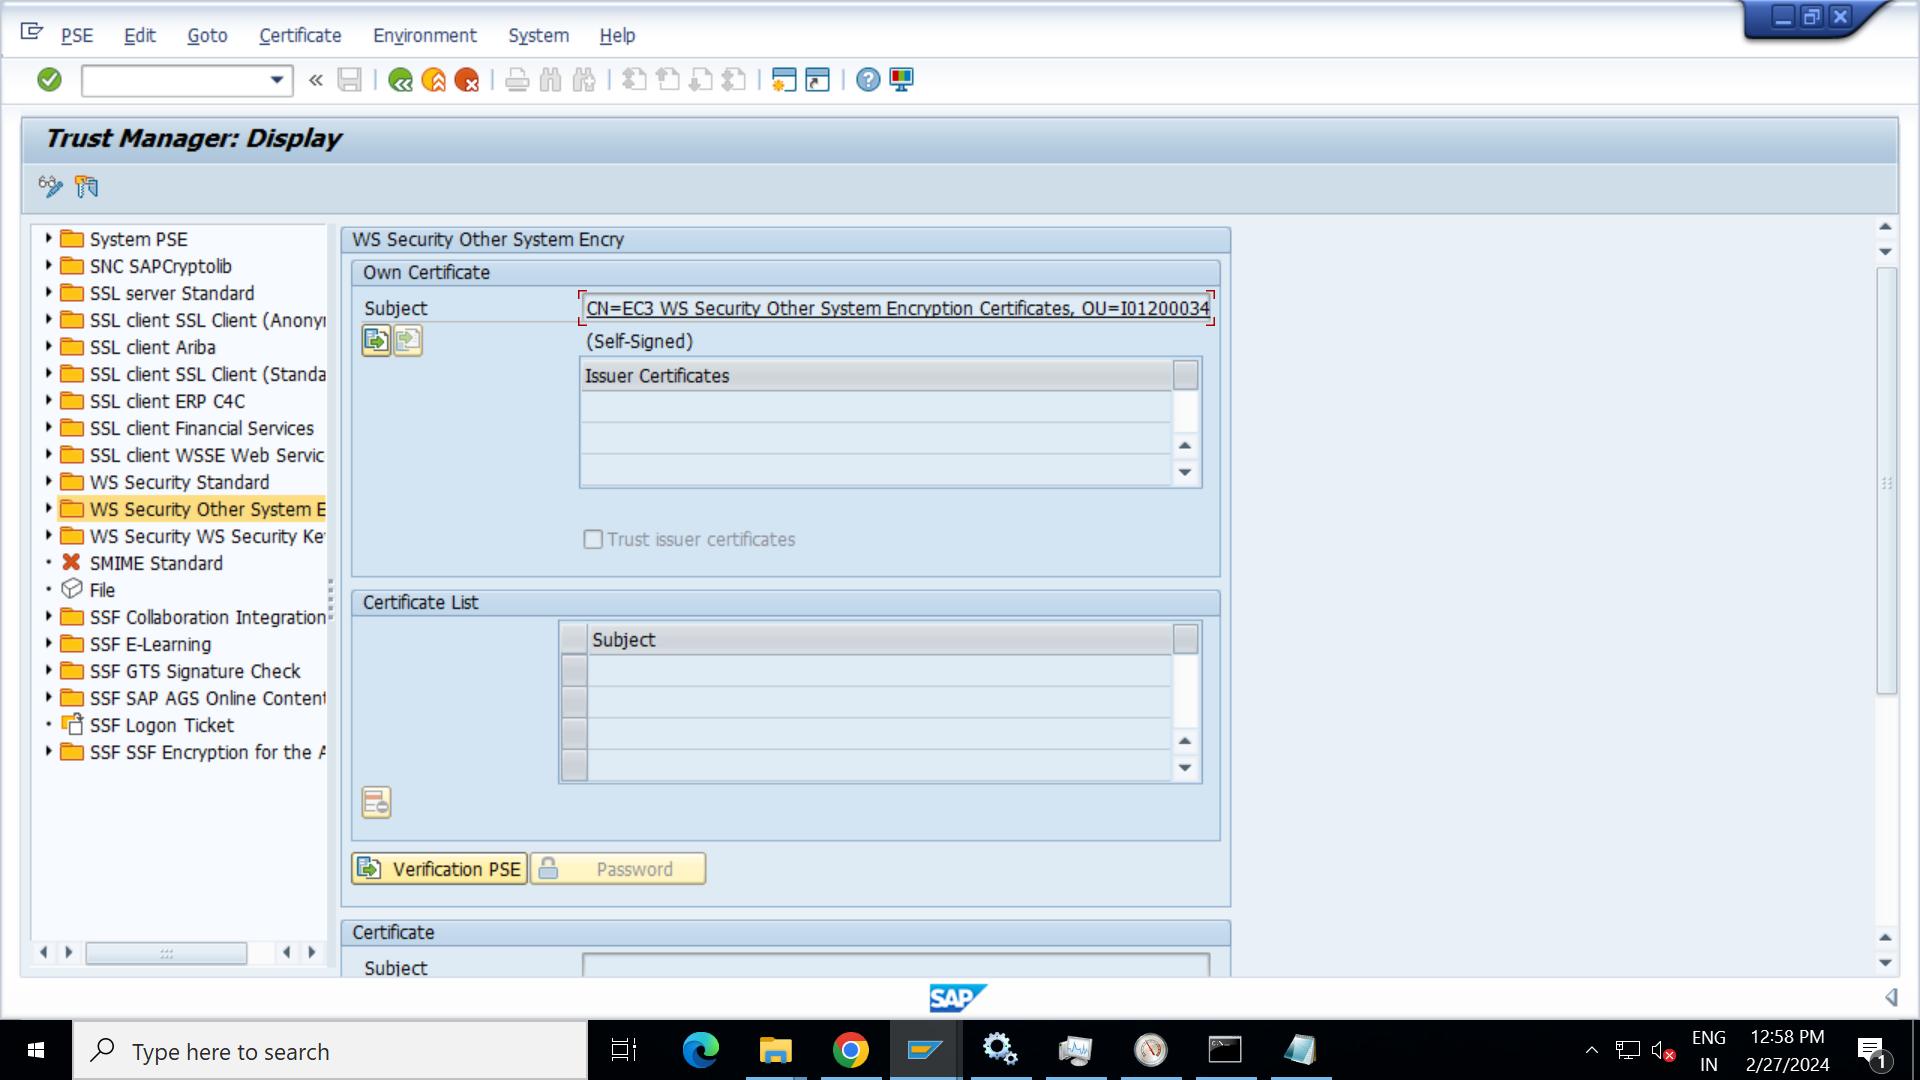 PSE Edit Goto Certificate Environment System Help
Trust Manager: Display
System PSE
SNC SAPCryptolib
SSL server Standard
SSL client SSL Client (Anony
SSL client Ariba
SSL client SSL Client (Standa
SSL client ERP C4C
SSL client Financial Services
SSL client WSSE Web Servic
WS Security Standard
WS Security Other System E
WS Security WS Security Ke
SMIME Standard
File
SSF Collaboration Integration
SSF E-Learning
SSF GTS Signature Check
SSF SAP AGS Online Content
SSF Logon Ticket
SSF SSF Encryption for the A
WS Security Other System Encry
Own Certificate
Subject CN=EC3 WS Security Other System Encryption Certificates, OU=I01200034
(Self-Signed)
Issuer Certificates
Trust issuer certificates
Certificate List
Subject
Verification PSE Password
Certificate
Subject
SAP
Type here to search
ENG
IN
12:58 PM
2/27/2024
1